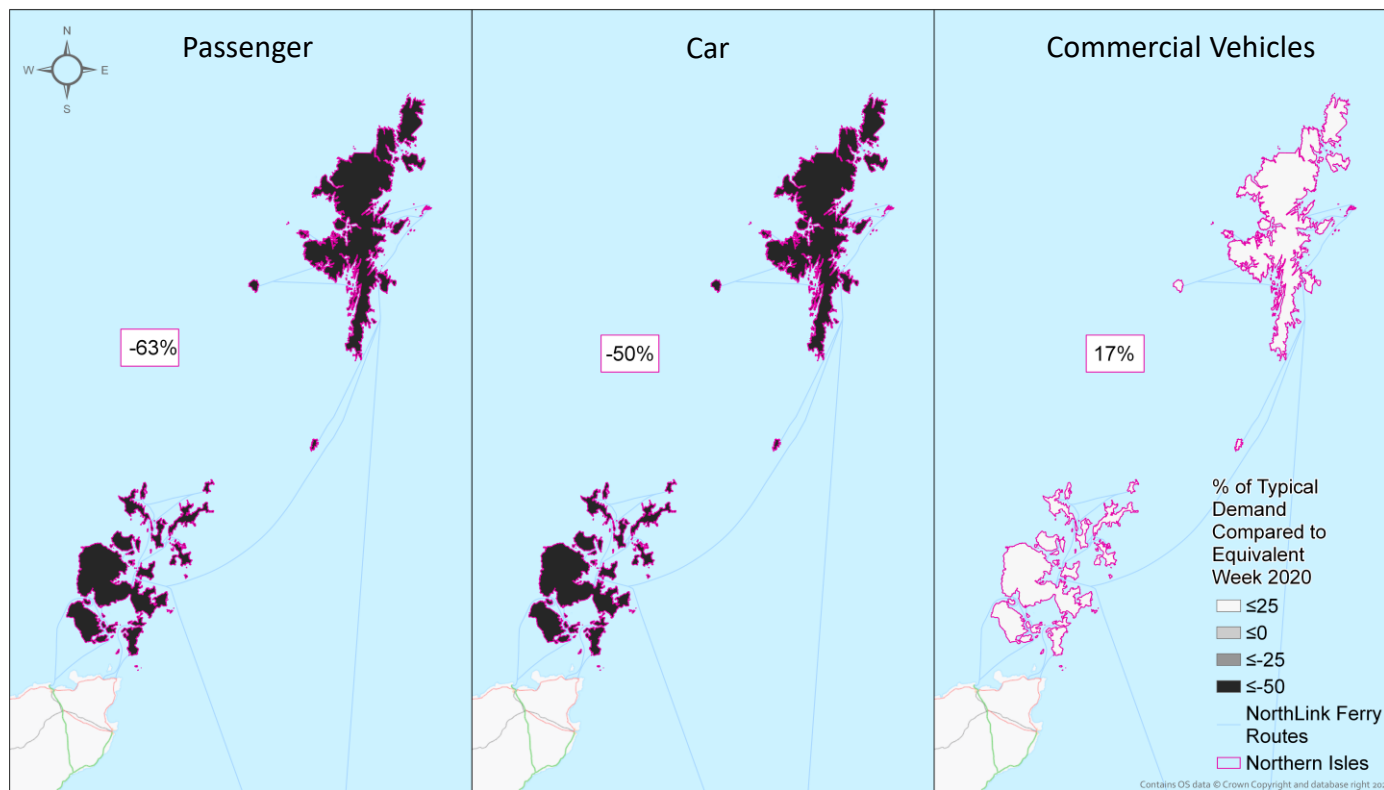 Passenger
Car
Commercial Vehicles
N
W
E
S
-63%
-50%
17%
% of Typical
Demand
Compared to
Equivalent
Week 2020
≤25
≤0
≤-25
≤-50
NorthLink Ferry
Routes
Northern Isles
Contains OS data © Crown Copyright and database right